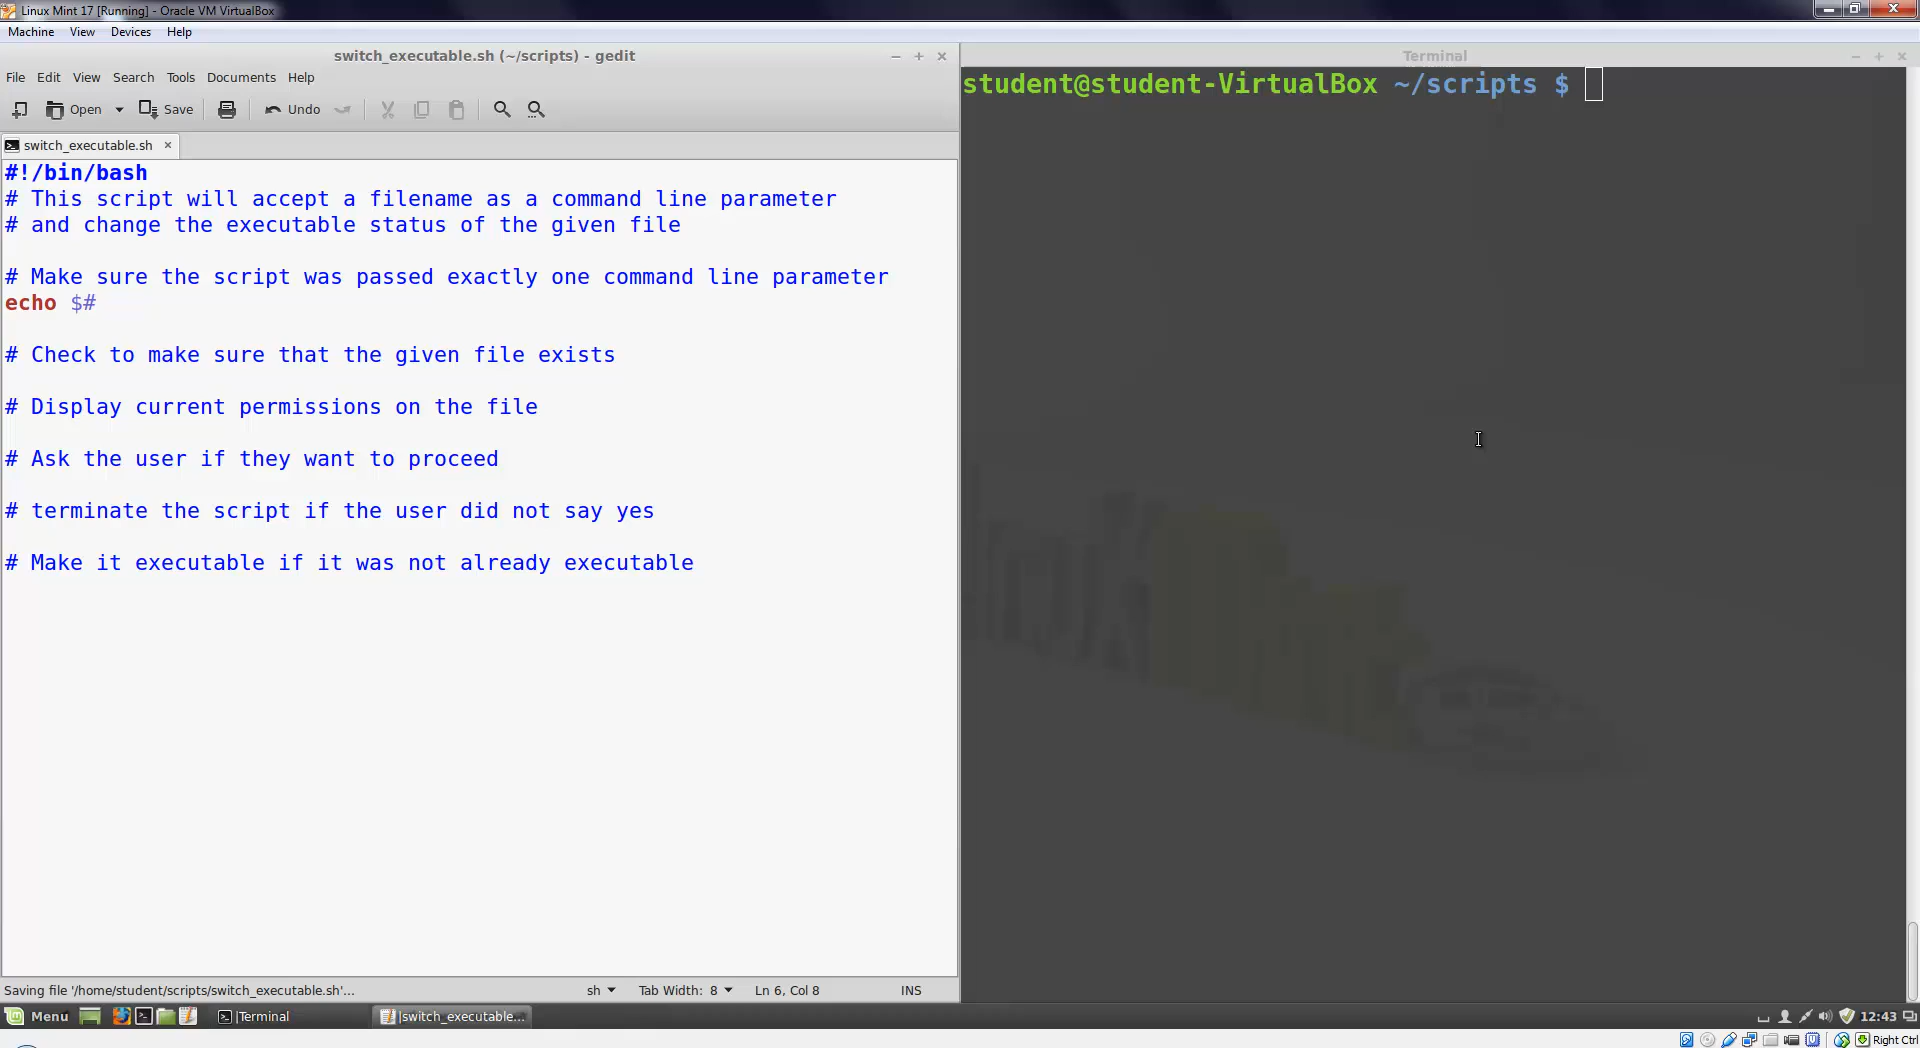 Linux Mint 17 [Running] - Oracle VM VirtualBox
Machine View Devices Help
switch_executable.sh (~/scripts) - gedit
File Edit View Search Tools Documents Help
Open Save Undo
switch_executable.sh
#!/bin/bash
# This script will accept a filename as a command line parameter
# and change the executable status of the given file
# Make sure the script was passed exactly one command line parameter
echo $#
# Check to make sure that the given file exists
# Display current permissions on the file
# Ask the user if they want to proceed
# terminate the script if the user did not say yes
# Make it executable if it was not already executable
Saving file '/home/student/scripts/switch_executable.sh'...
sh Tab Width: 8 Ln 6, Col 8 INS
Terminal
student@student-VirtualBox ~/scripts $
Menu |Terminal |switch_executable... 12:43
Right Ctrl